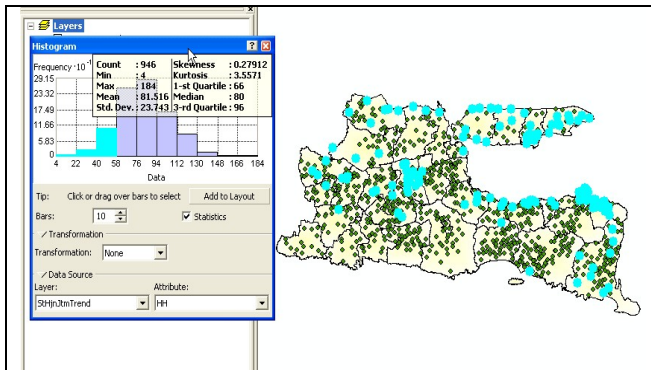 Layers
Histogram
Frequency · 10⁻¹
Count : 946 Skewness : 0.27912
Min : 4 Kurtosis : 3.5571
Max : 184 1-st Quartile : 66
Mean : 81.516 Median : 80
Std. Dev. : 23.743 3-rd Quartile : 96
29.15
23.32
17.49
11.66
5.83
0
4 22 40 58 76 94 112 130 148 166 184
Data
Tip: Click or drag over bars to select Add to Layout
Bars: 10 Statistics
Transformation
Transformation: None
Data Source
Layer: Attribute:
StHjnJtmTrend HH